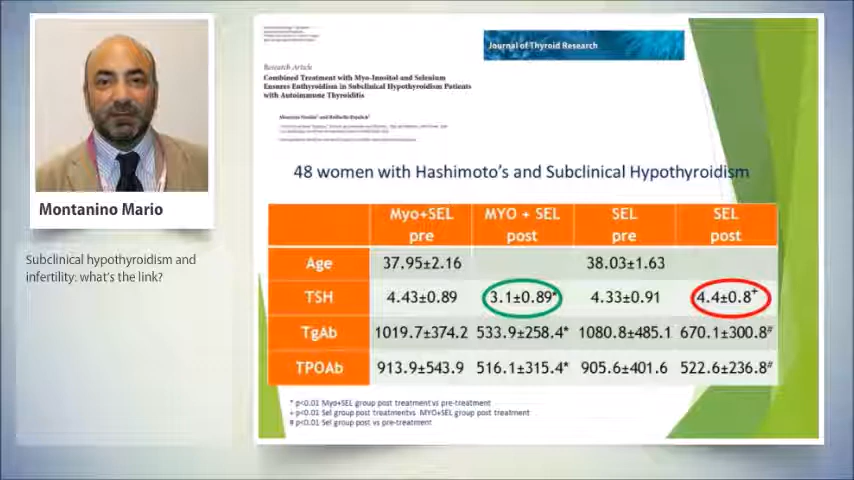 Montanino Mario
Subclinical hypothyroidism and
infertility: what's the link?
Journal of Thyroid Research
Research Article
Combined Treatment with Myo-Inositol and Selenium
Ensures Euthyroidism in Subclinical Hypothyroidism Patients
with Autoimmune Thyroiditis
48 women with Hashimoto's and Subclinical Hypothyroidism
Myo+SEL pre MYO + SEL post SEL pre SEL post
Age 37.95±2.16 38.03±1.63
TSH 4.43±0.89 3.1±0.89* 4.33±0.91 4.4±0.8+
TgAb 1019.7±374.2 533.9±258.4* 1080.8±485.1 670.1±300.8#
TPOAb 913.9±543.9 516.1±315.4* 905.6±401.6 522.6±236.8#
* p<0.01 Myo+SEL group post treatment vs pre-treatment
+ p<0.01 Sel group post treatmentvs MYO+SEL group post treatment
# p<0.01 Sel group post vs pre-treatment